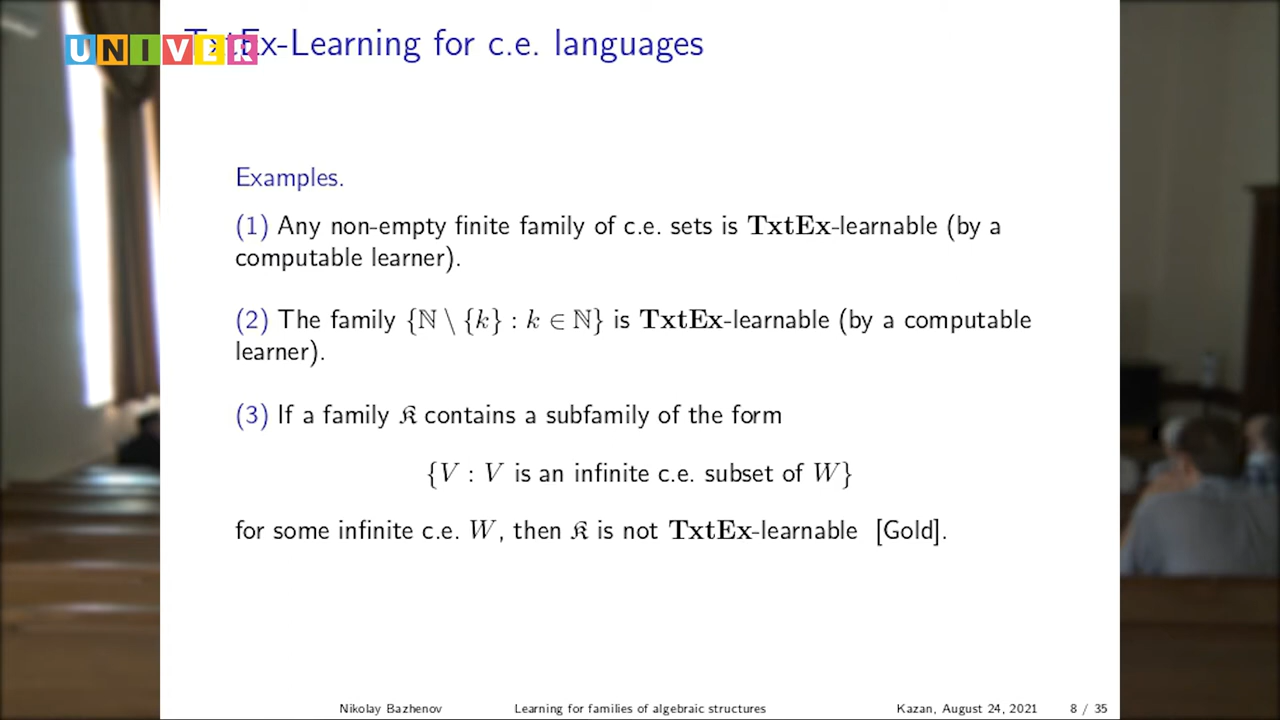 UNIVER
TxtEx-Learning for c.e. languages
Examples.
(1) Any non-empty finite family of c.e. sets is TxtEx-learnable (by a
computable learner).
(2) The family {ℕ \ {k} : k ∈ ℕ} is TxtEx-learnable (by a computable
learner).
(3) If a family 𝔎 contains a subfamily of the form
{V : V is an infinite c.e. subset of W}
for some infinite c.e. W, then 𝔎 is not TxtEx-learnable [Gold].
Nikolay Bazhenov Learning for families of algebraic structures Kazan, August 24, 2021 8 / 35